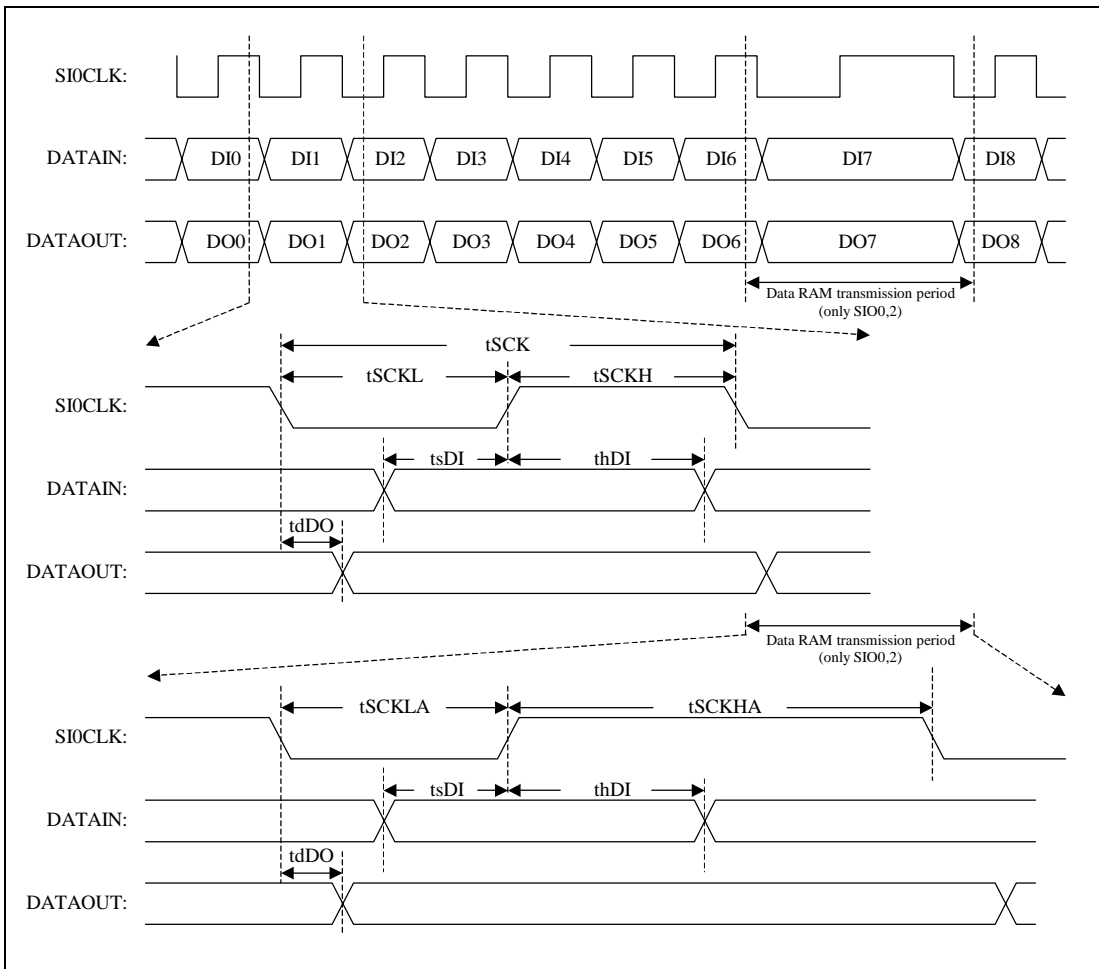 SI0CLK:
DATAIN: DI0 DI1 DI2 DI3 DI4 DI5 DI6 DI7 DI8
DATAOUT: DO0 DO1 DO2 DO3 DO4 DO5 DO6 DO7 DO8
Data RAM transmission period
(only SIO0,2)
tSCK
tSCKL tSCKH
SI0CLK:
tsDI thDI
DATAIN:
tdDO
DATAOUT:
Data RAM transmission period
(only SIO0,2)
tSCKLA tSCKHA
SI0CLK:
tsDI thDI
DATAIN:
tdDO
DATAOUT: